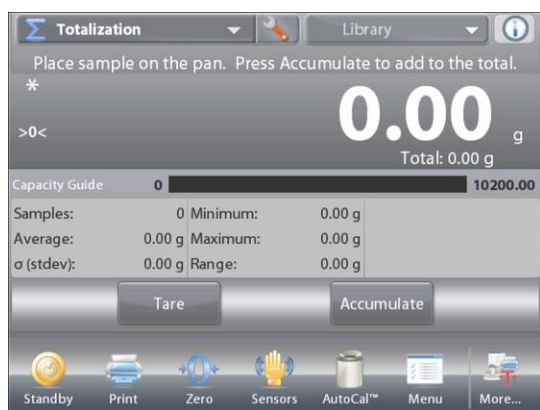 Σ Totalization Library
Place sample on the pan. Press Accumulate to add to the total.
*
0.00 g
>0<
Total: 0.00 g
Capacity Guide 0 10200.00
Samples: 0 Minimum: 0.00 g
Average: 0.00 g Maximum: 0.00 g
σ (stdev): 0.00 g Range: 0.00 g
Tare Accumulate
→0←
Standby Print Zero Sensors AutoCal™ Menu More...